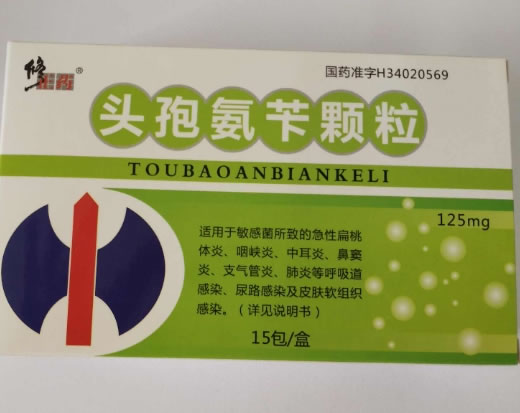 修正 ®
国药准字H34020569
头孢氨苄颗粒
TOUBAOANBIANKELI
125mg
适用于敏感菌所致的急性扁桃
体炎、咽峡炎、中耳炎、鼻窦
炎、支气管炎、肺炎等呼吸道
感染、尿路感染及皮肤软组织
感染。（详见说明书）
15包/盒